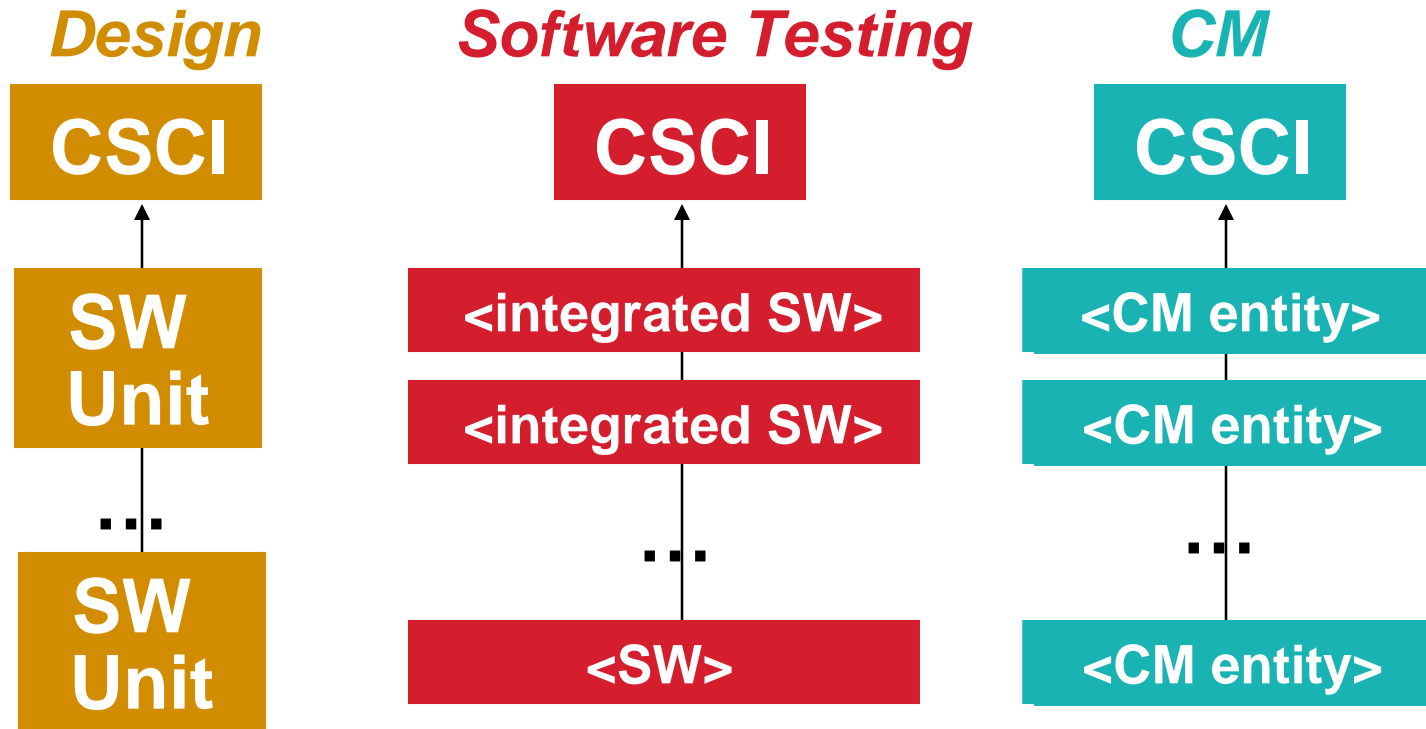 Design
CSCI
SW
Unit
...
SW
Unit
Software Testing
CSCI
<integrated SW>
<integrated SW>
...
<SW>
CM
CSCI
<CM entity>
<CM entity>
...
<CM entity>